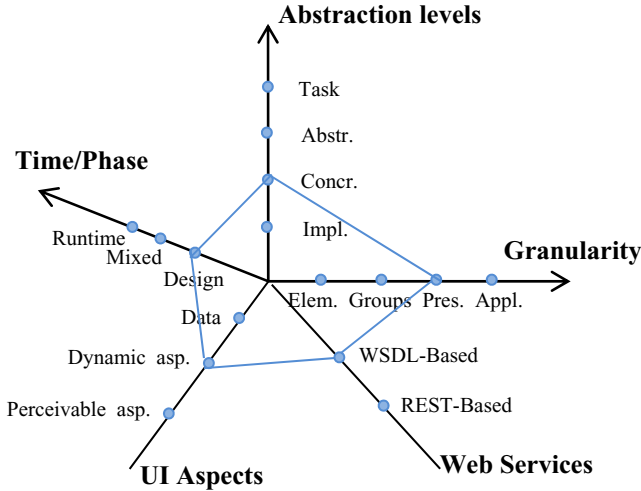 Abstraction levels
Task
Abstr.
Time/Phase
Concr.
Runtime
Impl.
Mixed
Granularity
Design
Elem. Groups Pres. Appl.
Data
Dynamic asp.
WSDL-Based
Perceivable asp.
REST-Based
UI Aspects
Web Services